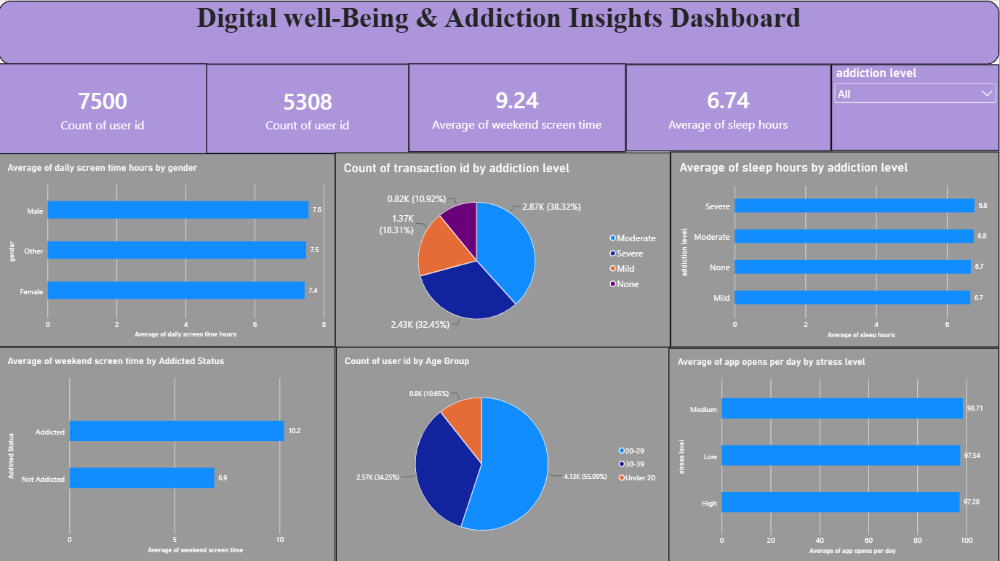 Digital well-Being & Addiction Insights Dashboard
7500
Count of user id
5308
Count of user id
9.24
Average of weekend screen time
6.74
Average of sleep hours
addiction level
All
Average of daily screen time hours by gender
gender
Male
7.6
Other
7.5
Female
7.4
0 2 4 6 8
Average of daily screen time hours
Count of transaction id by addiction level
0.82K (10.92%)
2.87K (38.32%)
1.37K
(18.31%)
2.43K (32.45%)
Moderate
Severe
Mild
None
Average of sleep hours by addiction level
addiction level
Severe
6.8
Moderate
6.8
None
6.7
Mild
6.7
0 2 4 6
Average of sleep hours
Average of weekend screen time by Addicted Status
Addicted Status
Addicted
10.2
Not Addicted
6.9
0 5 10
Average of weekend screen time
Count of user id by Age Group
0.8K (10.65%)
2.57K (34.25%)
4.13K (55.09%)
20-29
30-39
Under 20
Average of app opens per day by stress level
stress level
Medium
98.71
Low
97.54
High
97.28
0 20 40 60 80 100
Average of app opens per day